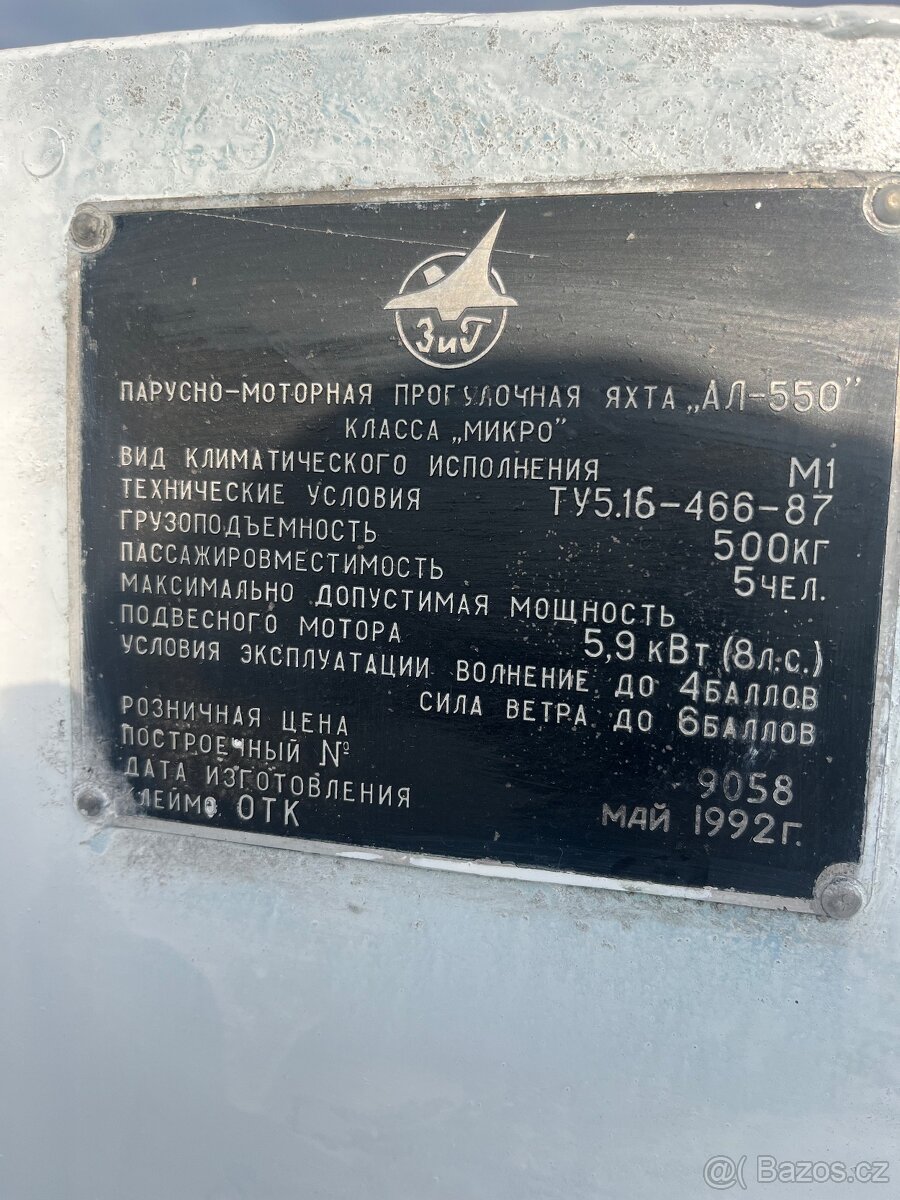 ЗиГ
ПАРУСНО-МОТОРНАЯ ПРОГУЛОЧНАЯ ЯХТА „АЛ-550”
КЛАССА „МИКРО”
ВИД КЛИМАТИЧЕСКОГО ИСПОЛНЕНИЯ М1
ТЕХНИЧЕСКИЕ УСЛОВИЯ ТУ5.16-466-87
ГРУЗОПОДЪЕМНОСТЬ 500КГ
ПАССАЖИРОВМЕСТИМОСТЬ 5ЧЕЛ.
МАКСИМАЛЬНО ДОПУСТИМАЯ МОЩНОСТЬ
ПОДВЕСНОГО МОТОРА 5,9 кВт (8л.с.)
УСЛОВИЯ ЭКСПЛУАТАЦИИ ВОЛНЕНИЕ ДО 4БАЛЛОВ
СИЛА ВЕТРА ДО 6БАЛЛОВ
РОЗНИЧНАЯ ЦЕНА
ПОСТРОЕЧНЫЙ № 9058
ДАТА ИЗГОТОВЛЕНИЯ МАЙ 1992Г.
КЛЕЙМО ОТК
@ Bazos.cz